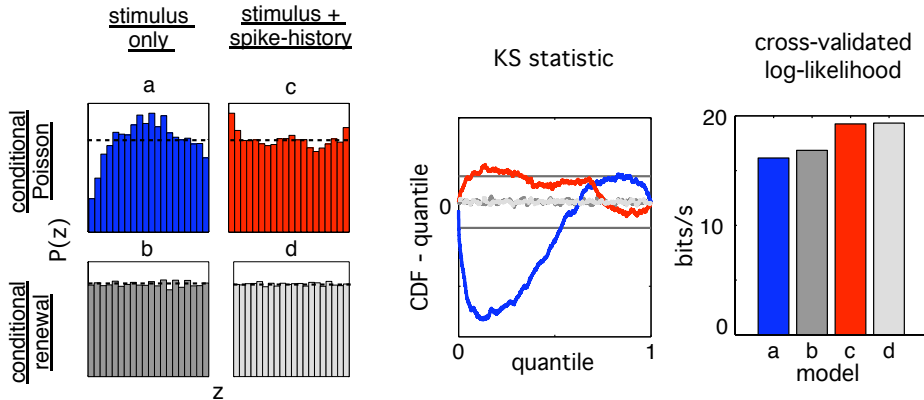 stimulus
only
stimulus +
spike-history
conditional
Poisson
conditional
renewal
P(z)
a
c
b
d
z
KS statistic
CDF - quantile
0
0
1
quantile
cross-validated
log-likelihood
bits/s
20
10
0
a
b
c
d
model